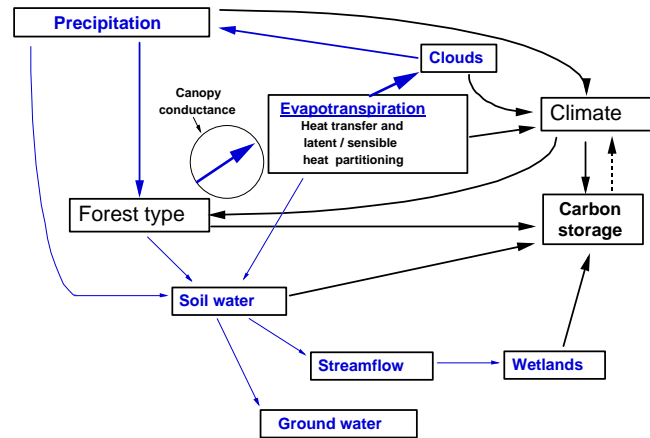 Precipitation
Clouds
Canopy
conductance
Evapotranspiration
Heat transfer and
latent / sensible
heat partitioning
Climate
Forest type
Carbon
storage
Soil water
Streamflow
Wetlands
Ground water